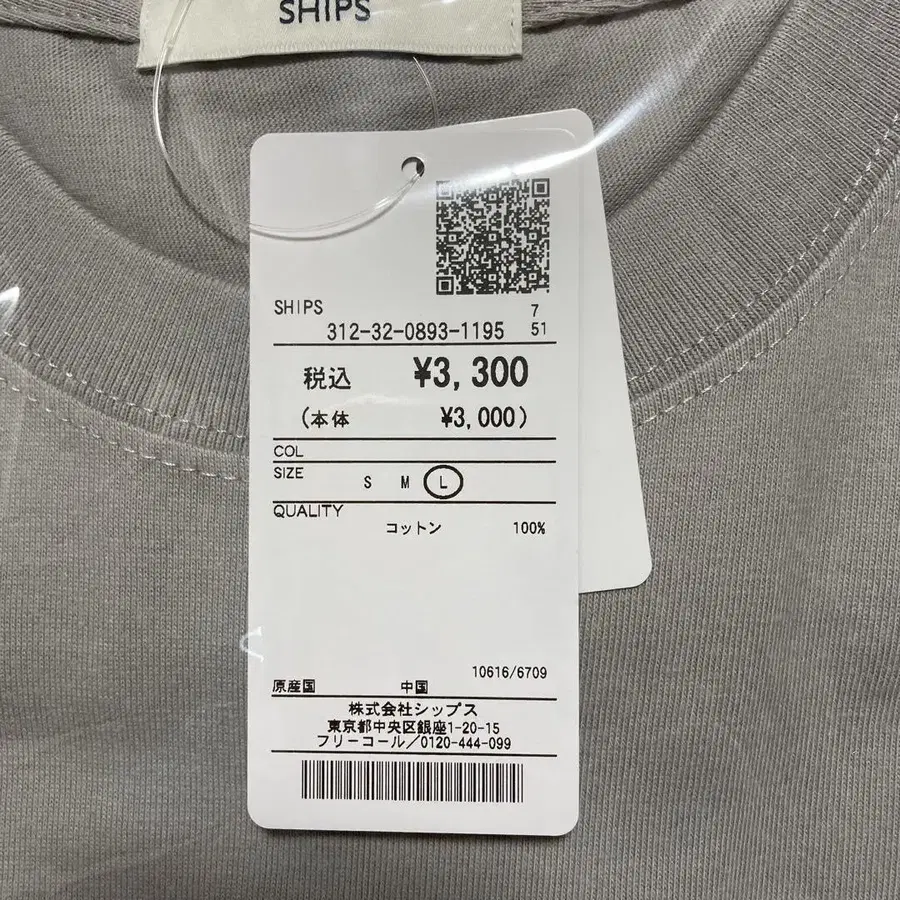 SHIPS
SHIPS 7
312-32-0893-1195 51
税込 ¥3,300
(本体 ¥3,000)
COL
SIZE S M L
QUALITY
コットン 100%
10616/6709
原産国 中国
株式会社シップス
東京都中央区銀座1-20-15
フリーコール/0120-444-099